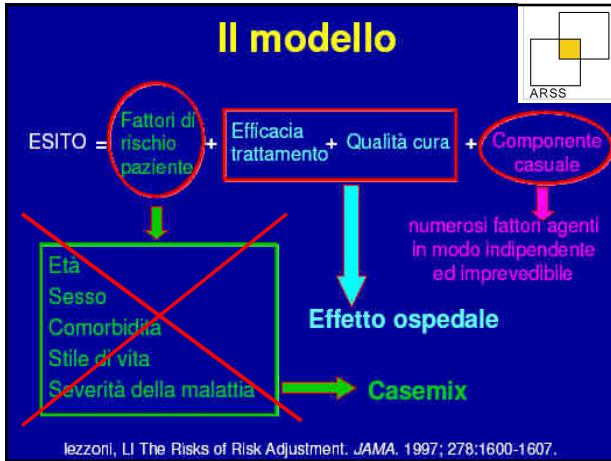 Il modello
ARSS
ESITO = Fattori di rischio paziente + Efficacia trattamento + Qualità cura + Componente casuale
numerosi fattori agenti
in modo indipendente
ed imprevedibile
Età
Sesso
Comorbidità
Stile di vita
Severità della malattia
Effetto ospedale
Casemix
Iezzoni, LI The Risks of Risk Adjustment. JAMA. 1997; 278:1600-1607.